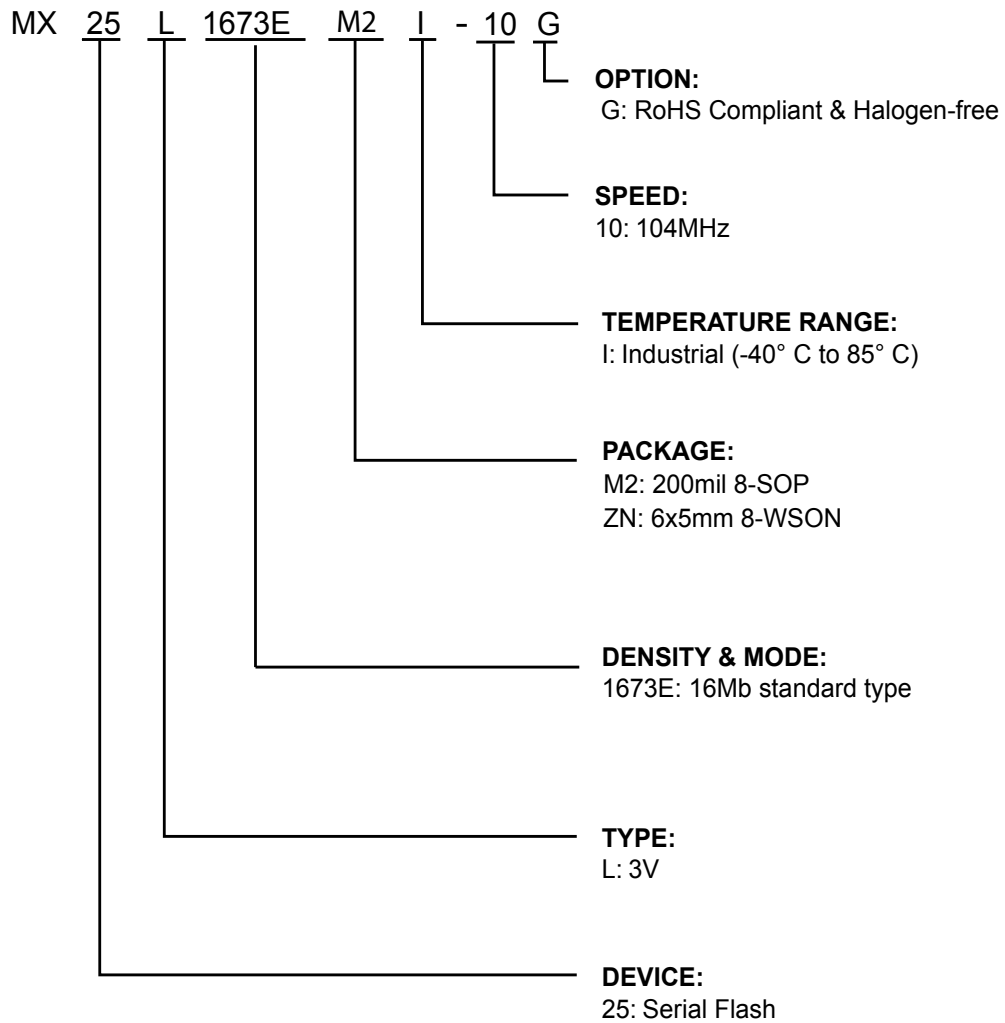 MX 25 L 1673E M2 I - 10 G
OPTION:
G: RoHS Compliant & Halogen-free
SPEED:
10: 104MHz
TEMPERATURE RANGE:
I: Industrial (-40° C to 85° C)
PACKAGE:
M2: 200mil 8-SOP
ZN: 6x5mm 8-WSON
DENSITY & MODE:
1673E: 16Mb standard type
TYPE:
L: 3V
DEVICE:
25: Serial Flash